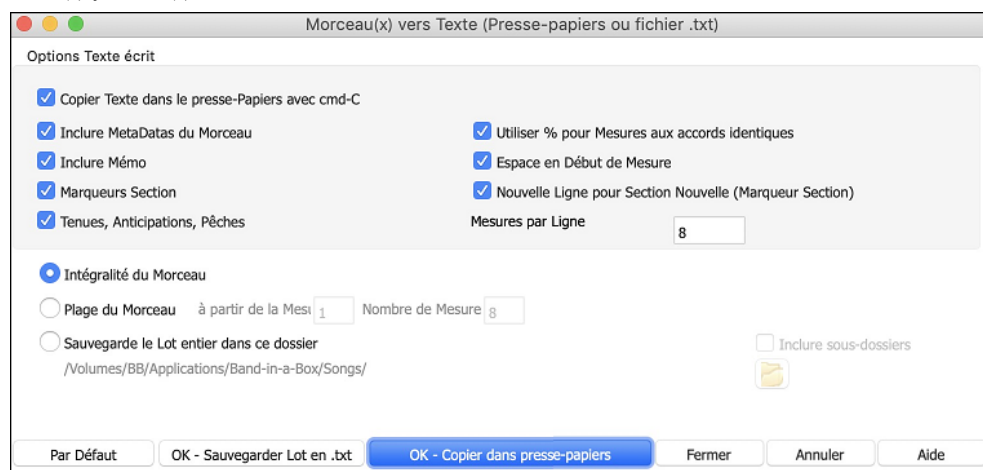 Morceau(x) vers Texte (Presse-papiers ou fichier .txt)
Options Texte écrit
Copier Texte dans le presse-Papiers avec cmd-C
Inclure MetaDatas du Morceau
Utiliser % pour Mesures aux accords identiques
Inclure Mémo
Espace en Début de Mesure
Marqueurs Section
Nouvelle Ligne pour Section Nouvelle (Marqueur Section)
Tenues, Anticipations, Pêches
Mesures par Ligne 8
Intégralité du Morceau
Plage du Morceau à partir de la Mesu 1 Nombre de Mesure 8
Sauvegarde le Lot entier dans ce dossier
Inclure sous-dossiers
/Volumes/BB/Applications/Band-in-a-Box/Songs/
Par Défaut OK - Sauvegarder Lot en .txt OK - Copier dans presse-papiers Fermer Annuler Aide